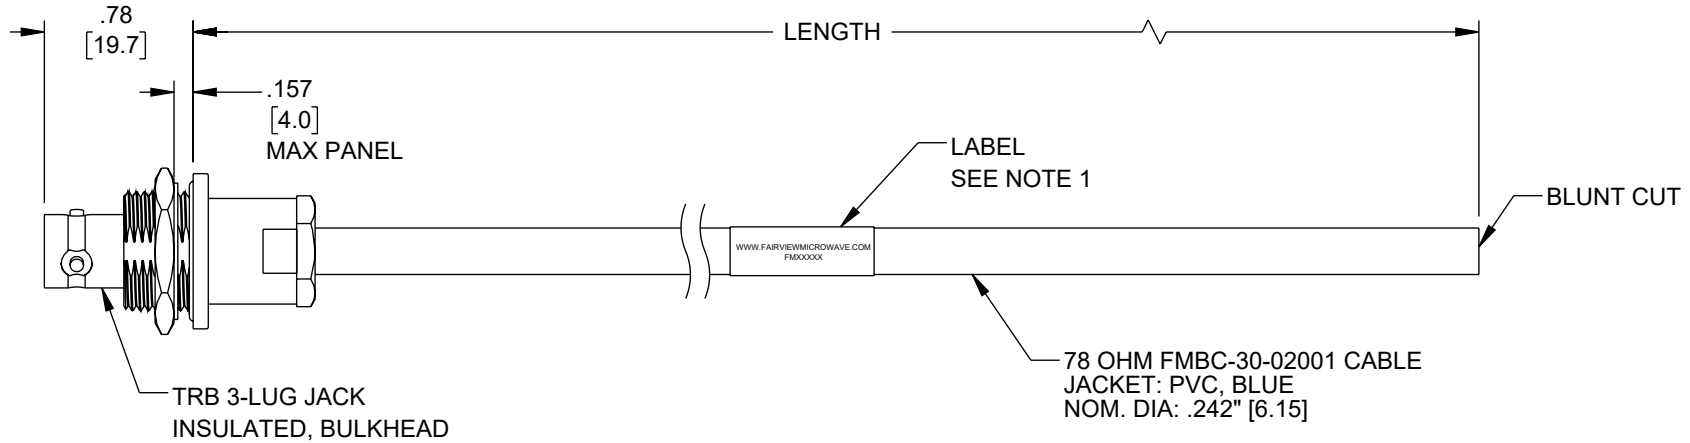 .78
[19.7]
LENGTH
.157
[4.0]
MAX PANEL
LABEL
SEE NOTE 1
BLUNT CUT
WWW.FAIRVIEWMICROWAVE.COM
FMXXXXX
78 OHM FMBC-30-02001 CABLE
JACKET: PVC, BLUE
NOM. DIA: .242" [6.15]
TRB 3-LUG JACK
INSULATED, BULKHEAD